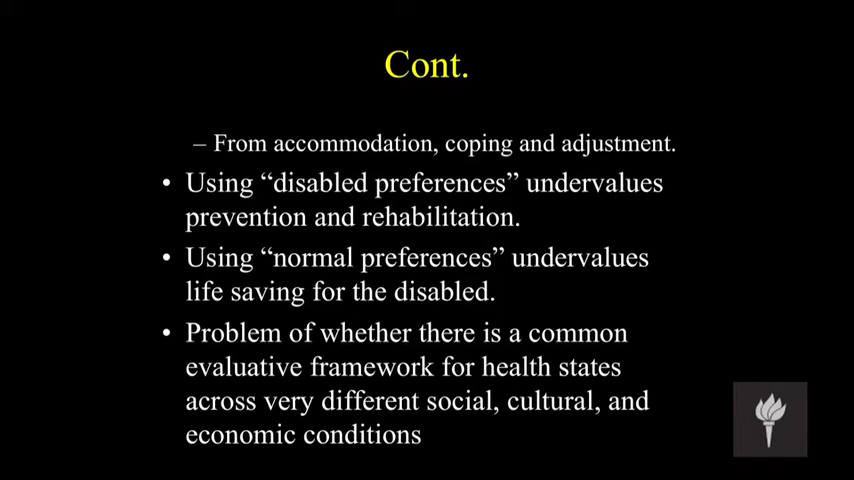 Cont.
– From accommodation, coping and adjustment.
• Using “disabled preferences” undervalues
prevention and rehabilitation.
• Using “normal preferences” undervalues
life saving for the disabled.
• Problem of whether there is a common
evaluative framework for health states
across very different social, cultural, and
economic conditions